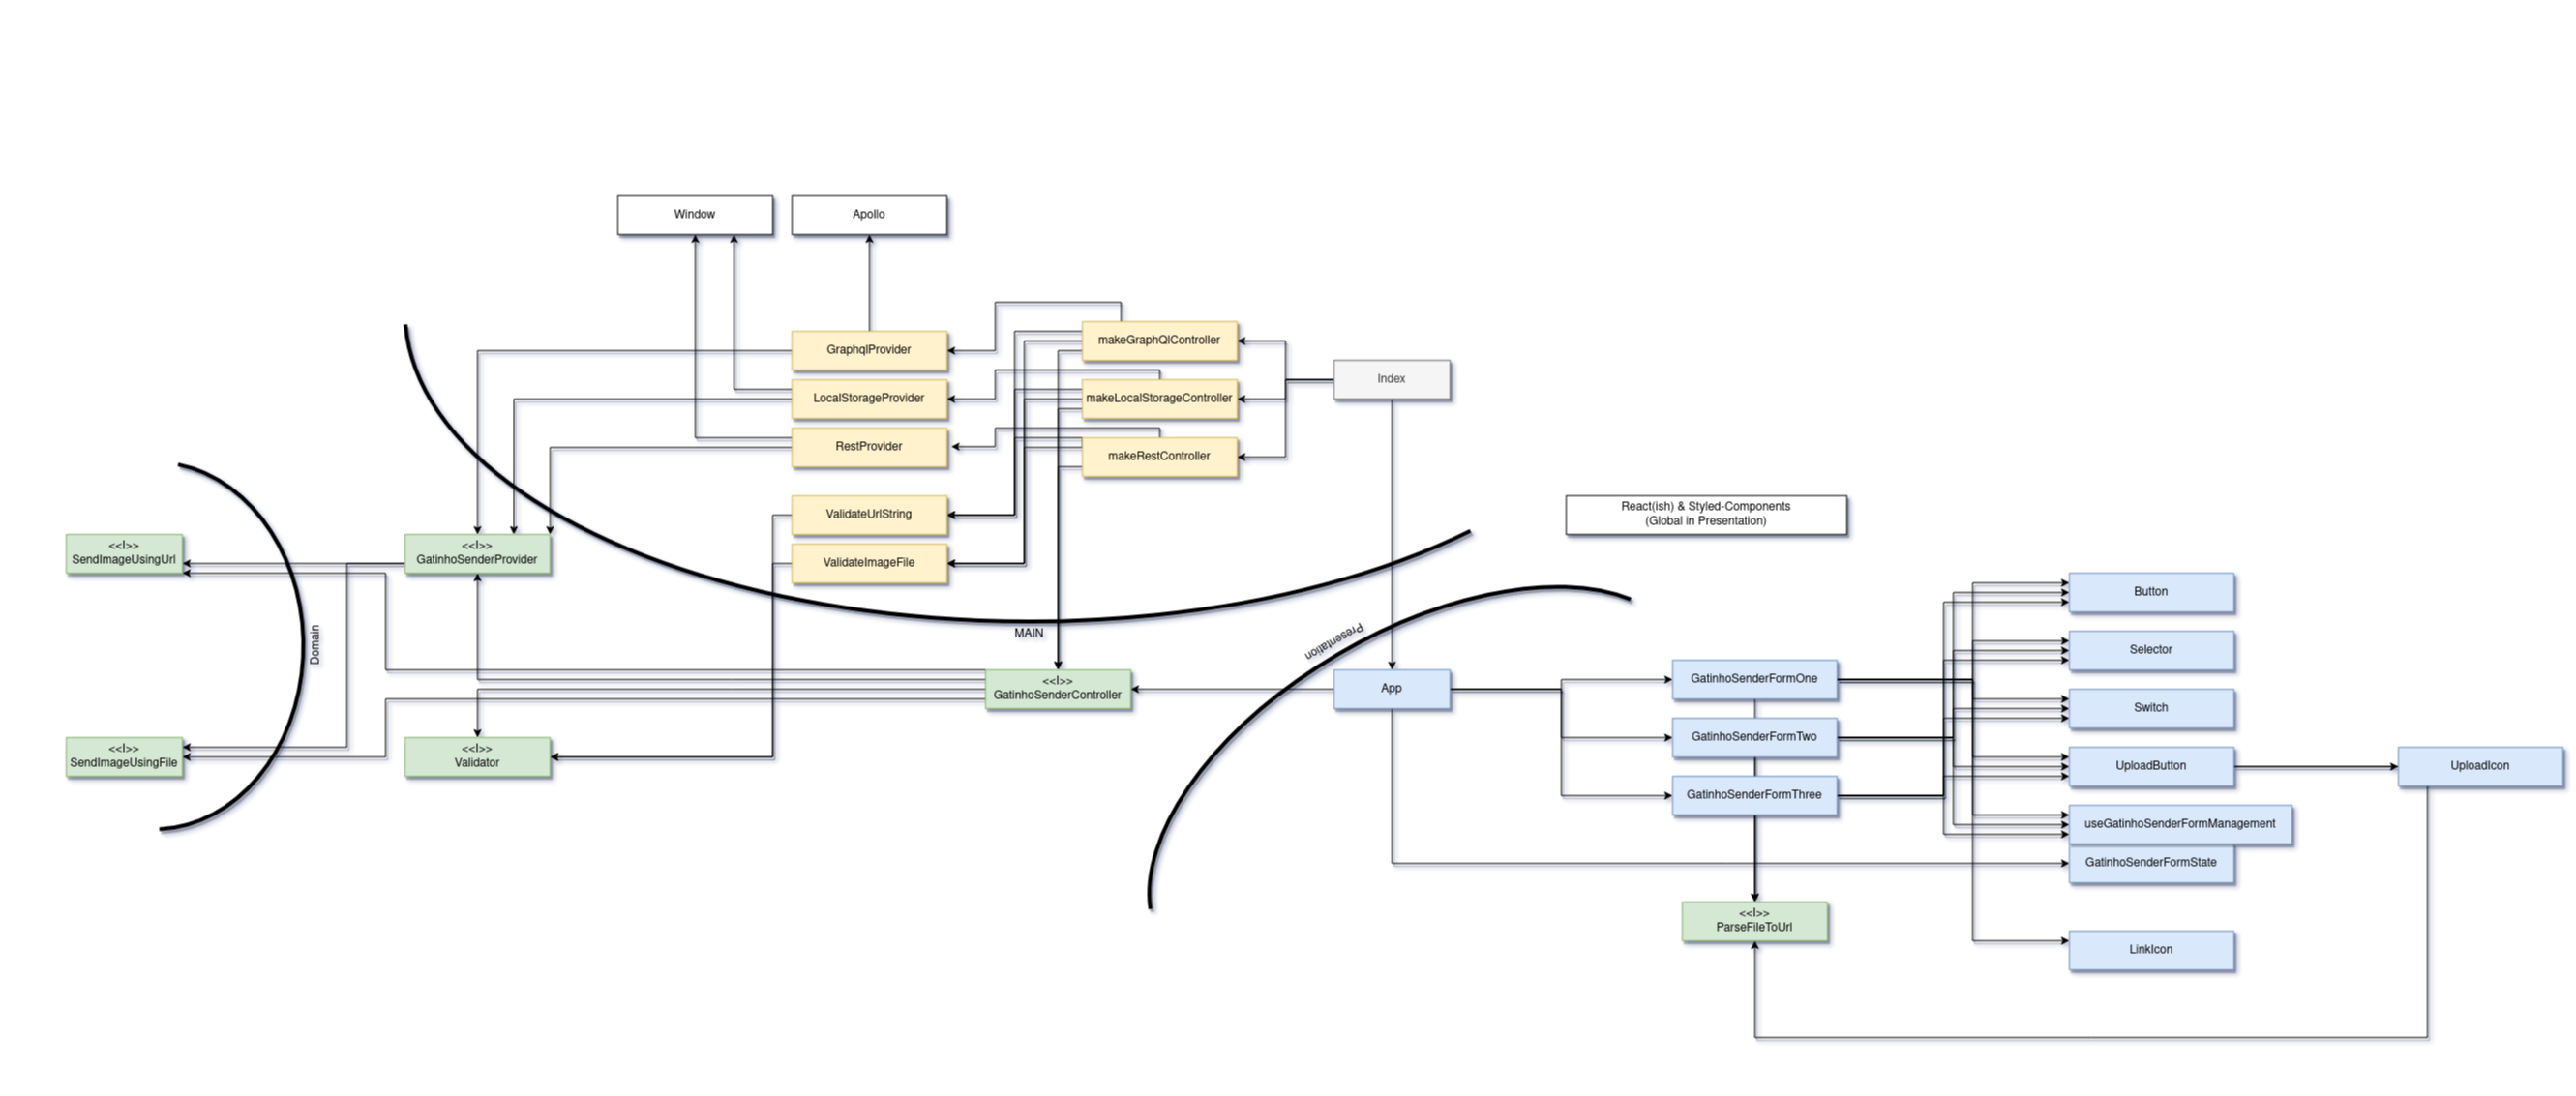 Window
Apollo
GraphqlProvider
makeGraphQlController
Index
LocalStorageProvider
makeLocalStorageController
RestProvider
makeRestController
ValidateUrlString
ValidateImageFile
React(ish) & Styled-Components
(Global in Presentation)
<<I>>
SendImageUsingUrl
<<I>>
GatinhoSenderProvider
Domain
MAIN
Presentation
<<I>>
GatinhoSenderController
App
<<I>>
SendImageUsingFile
<<I>>
Validator
GatinhoSenderFormOne
GatinhoSenderFormTwo
GatinhoSenderFormThree
<<I>>
ParseFileToUrl
Button
Selector
Switch
UploadButton
UploadIcon
useGatinhoSenderFormManagement
GatinhoSenderFormState
LinkIcon